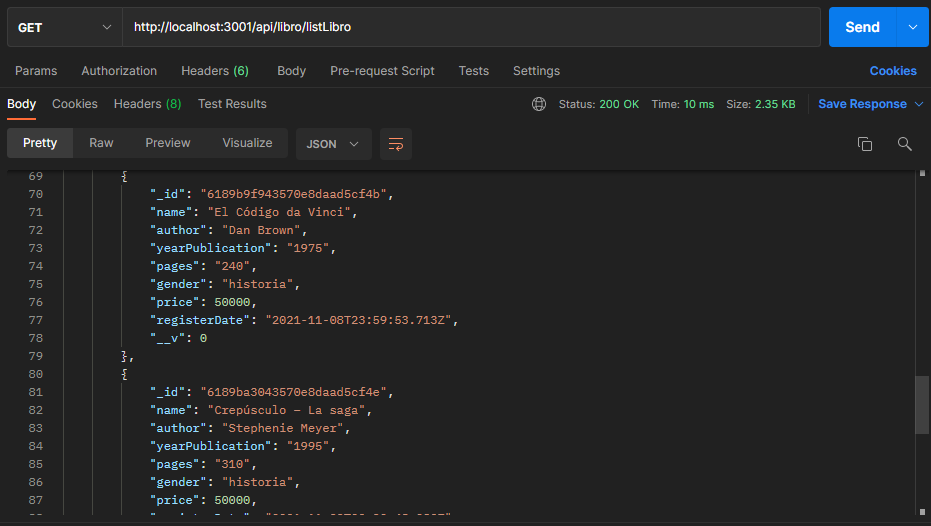 GET http://localhost:3001/api/libro/listLibro Send
Params Authorization Headers (6) Body Pre-request Script Tests Settings Cookies
Body Cookies Headers (8) Test Results Status: 200 OK Time: 10 ms Size: 2.35 KB Save Response
Pretty Raw Preview Visualize JSON
69 {
70 "_id": "6189b9f943570e8daad5cf4b",
71 "name": "El Código da Vinci",
72 "author": "Dan Brown",
73 "yearPublication": "1975",
74 "pages": "240",
75 "gender": "historia",
76 "price": 50000,
77 "registerDate": "2021-11-08T23:59:53.713Z",
78 "__v": 0
79 },
80 {
81 "_id": "6189ba3043570e8daad5cf4e",
82 "name": "Crepúsculo – La saga",
83 "author": "Stephenie Meyer",
84 "yearPublication": "1995",
85 "pages": "310",
86 "gender": "historia",
87 "price": 50000,